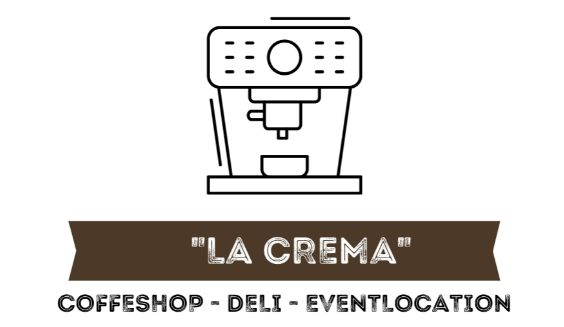 "LA CREMA"
COFFESHOP - DELI - EVENTLOCATION